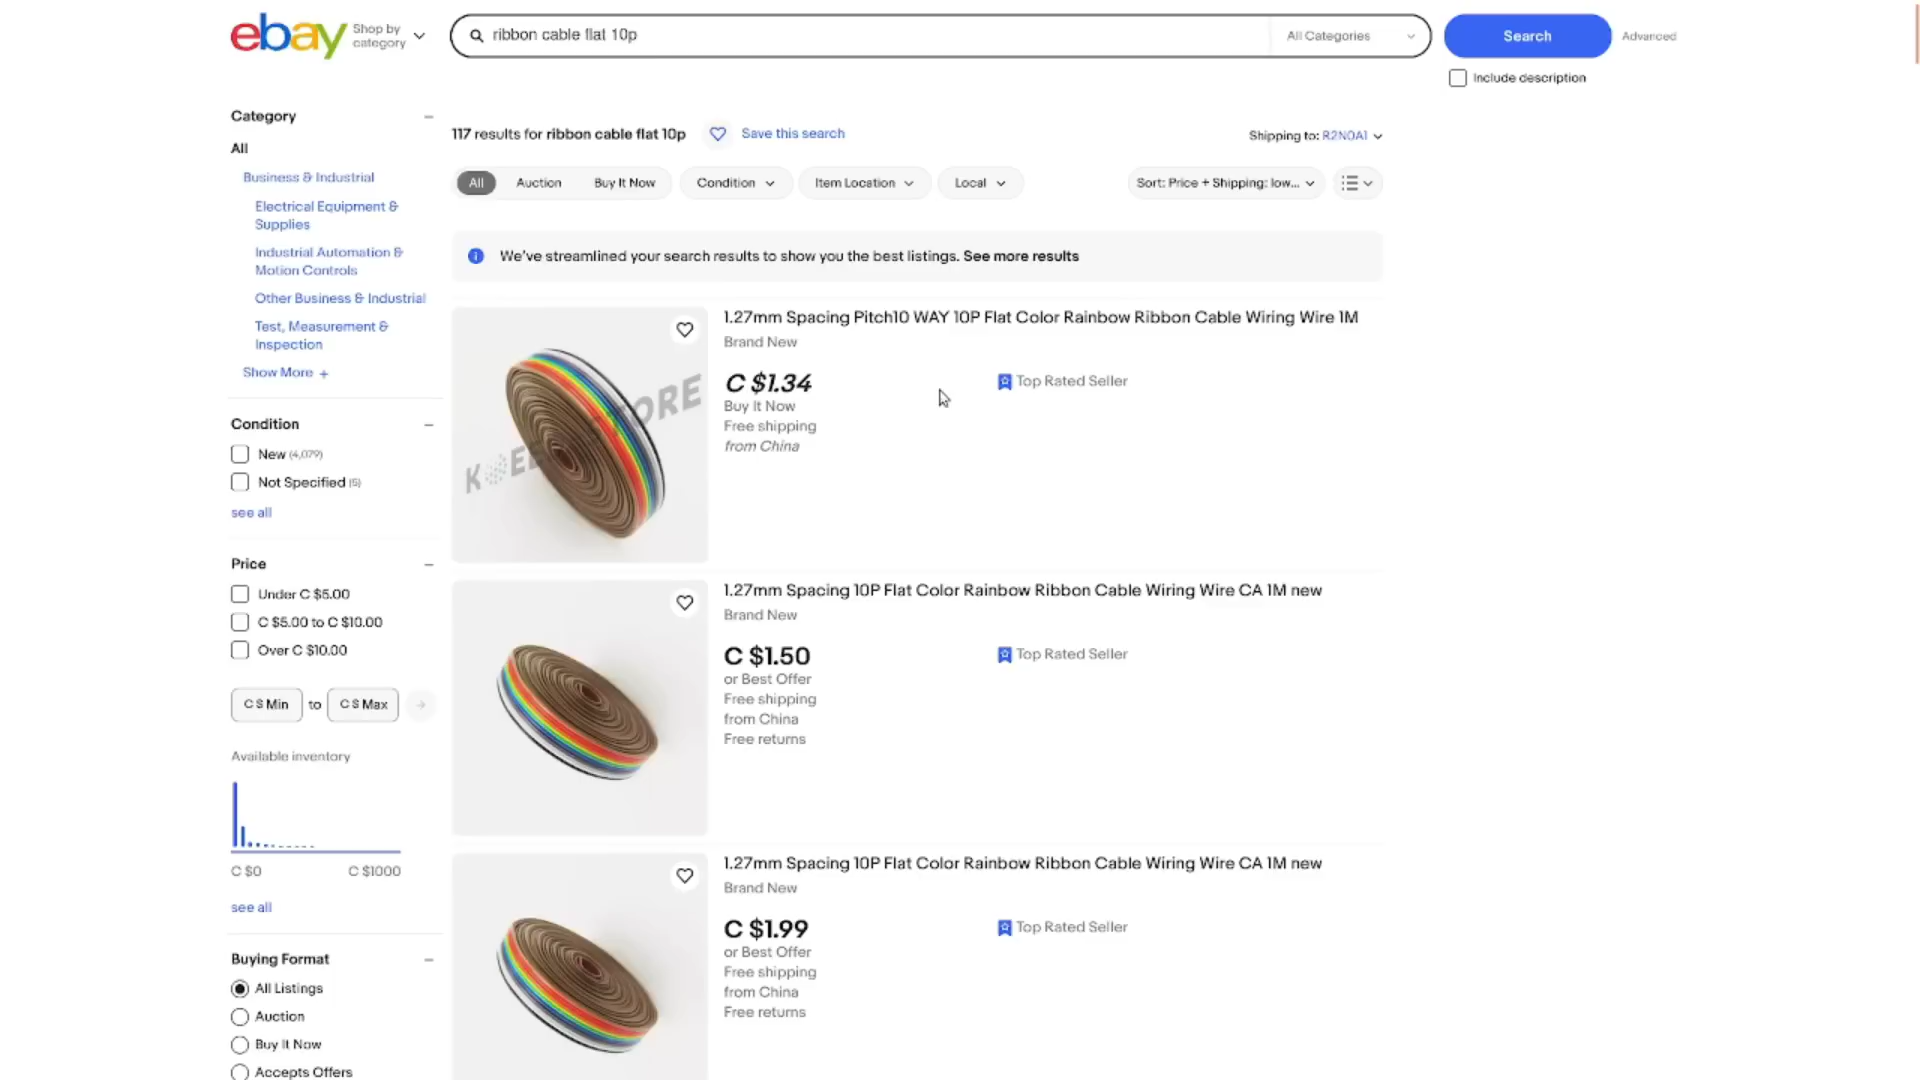 ebay
Shop by
category
ribbon cable flat 10p
All Categories
Search
Advanced
Include description
Category
All
Business & Industrial
Electrical Equipment &
Supplies
Industrial Automation &
Motion Controls
Other Business & Industrial
Test, Measurement &
Inspection
Show More +
Condition
New (4,079)
Not Specified (5)
see all
Price
Under C $5.00
C $5.00 to C $10.00
Over C $10.00
C $ Min to C $ Max
Available inventory
C $0 C $1000
see all
Buying Format
All Listings
Auction
Buy It Now
Accepts Offers
117 results for ribbon cable flat 10p
Save this search
Shipping to: R2N0A1
All
Auction
Buy It Now
Condition
Item Location
Local
Sort: Price + Shipping: low...
We've streamlined your search results to show you the best listings. See more results
1.27mm Spacing Pitch10 WAY 10P Flat Color Rainbow Ribbon Cable Wiring Wire 1M
Brand New
C $1.34
Top Rated Seller
Buy It Now
Free shipping
from China
1.27mm Spacing 10P Flat Color Rainbow Ribbon Cable Wiring Wire CA 1M new
Brand New
C $1.50
Top Rated Seller
or Best Offer
Free shipping
from China
Free returns
1.27mm Spacing 10P Flat Color Rainbow Ribbon Cable Wiring Wire CA 1M new
Brand New
C $1.99
Top Rated Seller
or Best Offer
Free shipping
from China
Free returns